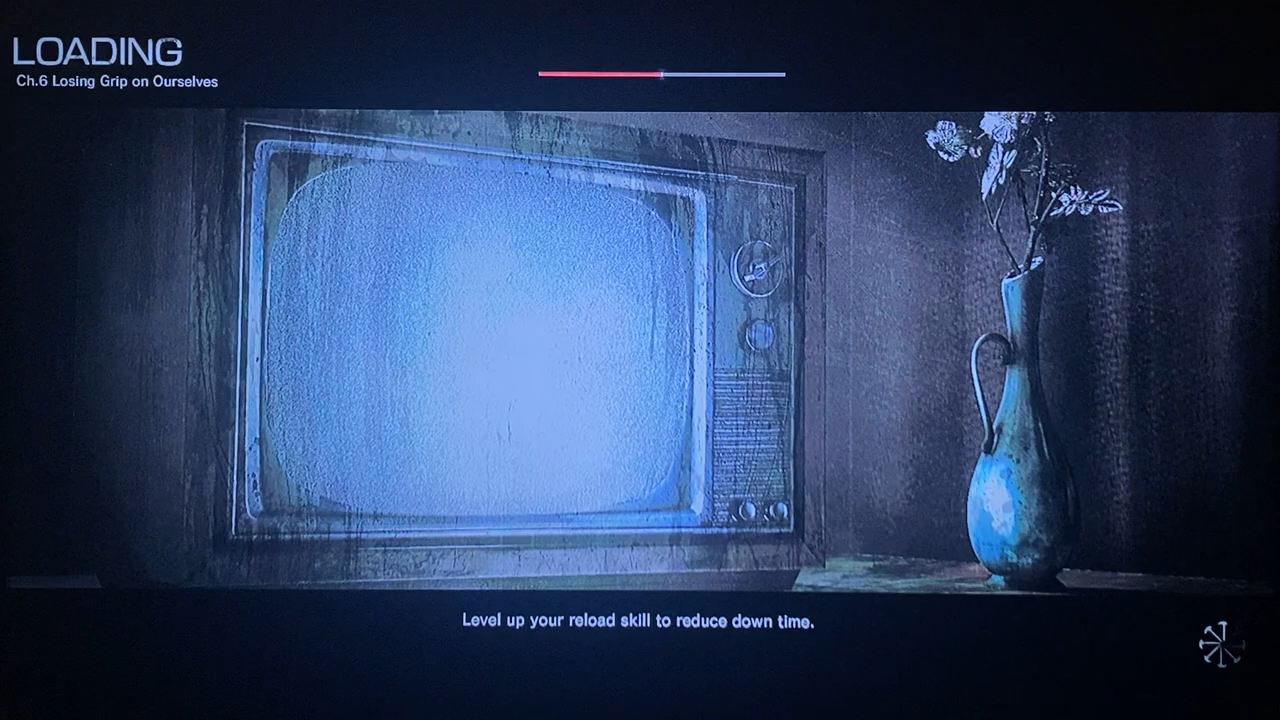 LOADING
Ch.6 Losing Grip on Ourselves
Level up your reload skill to reduce down time.